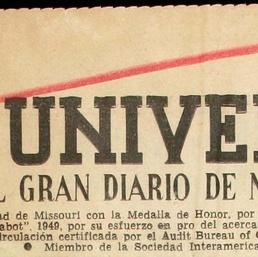 UNIVE
L GRAN DIARIO DE
ad de Missouri con la Medalla de Honor, por
abot", 1949, por su esfuerzo en pro del acerca
irculación certificada por el Audit Bureau of
● Miembro de la Sociedad Interamerica